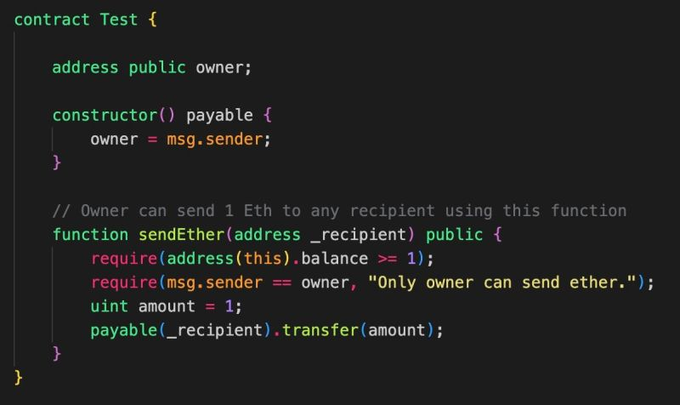 contract Test {
address public owner;
constructor() payable {
owner = msg.sender;
}
// Owner can send 1 Eth to any recipient using this function
function sendEther(address _recipient) public {
require(address(this).balance >= 1);
require(msg.sender == owner, "Only owner can send ether.");
uint amount = 1;
payable(_recipient).transfer(amount);
}
}